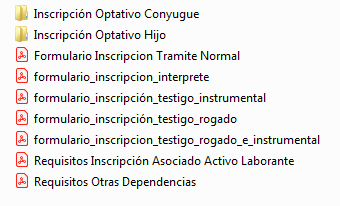 Inscripción Optativo Conyugue
Inscripción Optativo Hijo
Formulario Inscripcion Tramite Normal
formulario_inscripcion_interprete
formulario_inscripción_testigo_instrumental
formulario_inscripción_testigo_rogado
formulario_inscripcion_testigo_rogado_e_instrumental
Requisitos Inscripción Asociado Activo Laborante
Requisitos Otras Dependencias